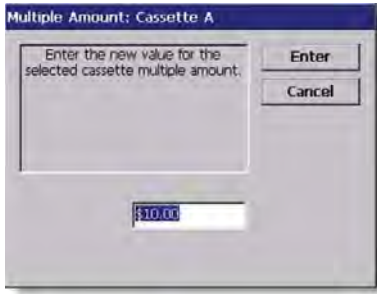 Multiple Amount: Cassette A
Enter the new value for the
selected cassette multiple amount.
Enter
Cancel
$10.00